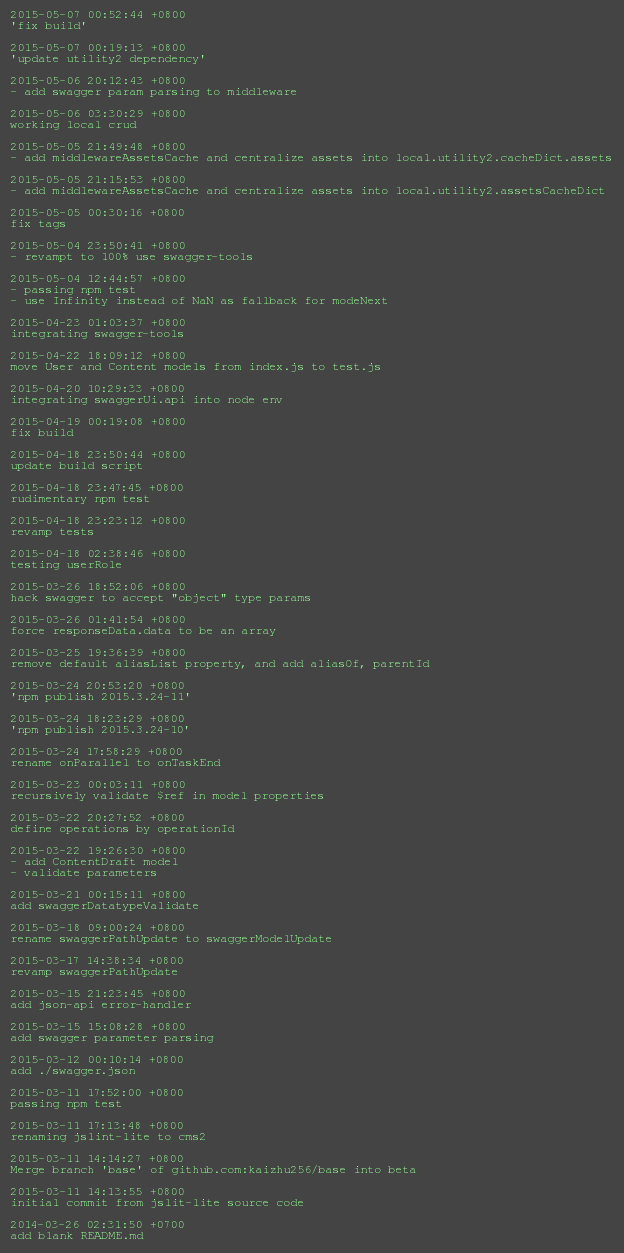 2015-05-07 00:52:44 +0800
'fix build'
2015-05-07 00:19:13 +0800
'update utility2 dependency'
2015-05-06 20:12:43 +0800
- add swagger param parsing to middleware
2015-05-06 03:30:29 +0800
working local crud
2015-05-05 21:49:48 +0800
- add middlewareAssetsCache and centralize assets into local.utility2.cacheDict.assets
2015-05-05 21:15:53 +0800
- add middlewareAssetsCache and centralize assets into local.utility2.assetsCacheDict
2015-05-05 00:30:16 +0800
fix tags
2015-05-04 23:50:41 +0800
- revampt to 100% use swagger-tools
2015-05-04 12:44:57 +0800
- passing npm test
- use Infinity instead of NaN as fallback for modeNext
2015-04-23 01:03:37 +0800
integrating swagger-tools
2015-04-22 18:09:12 +0800
move User and Content models from index.js to test.js
2015-04-20 10:29:33 +0800
integrating swaggerUi.api into node env
2015-04-19 00:19:08 +0800
fix build
2015-04-18 23:50:44 +0800
update build script
2015-04-18 23:47:45 +0800
rudimentary npm test
2015-04-18 23:23:12 +0800
revamp tests
2015-04-18 02:38:46 +0800
testing userRole
2015-03-26 18:52:06 +0800
hack swagger to accept "object" type params
2015-03-26 01:41:54 +0800
force responseData.data to be an array
2015-03-25 19:36:39 +0800
remove default aliasList property, and add aliasOf, parentId
2015-03-24 20:53:20 +0800
'npm publish 2015.3.24-11'
2015-03-24 18:23:29 +0800
'npm publish 2015.3.24-10'
2015-03-24 17:58:29 +0800
rename onParallel to onTaskEnd
2015-03-23 00:03:11 +0800
recursively validate $ref in model properties
2015-03-22 20:27:52 +0800
define operations by operationId
2015-03-22 19:26:30 +0800
- add ContentDraft model
- validate parameters
2015-03-21 00:15:11 +0800
add swaggerDatatypeValidate
2015-03-18 09:00:24 +0800
rename swaggerPathUpdate to swaggerModelUpdate
2015-03-17 14:38:34 +0800
revamp swaggerPathUpdate
2015-03-15 21:23:45 +0800
add json-api error-handler
2015-03-15 15:08:28 +0800
add swagger parameter parsing
2015-03-12 00:10:14 +0800
add ./swagger.json
2015-03-11 17:52:00 +0800
passing npm test
2015-03-11 17:13:48 +0800
renaming jslint-lite to cms2
2015-03-11 14:14:27 +0800
Merge branch 'base' of github.com:kaizhu256/base into beta
2015-03-11 14:13:55 +0800
initial commit from jslit-lite source code
2014-03-26 02:31:50 +0700
add blank README.md